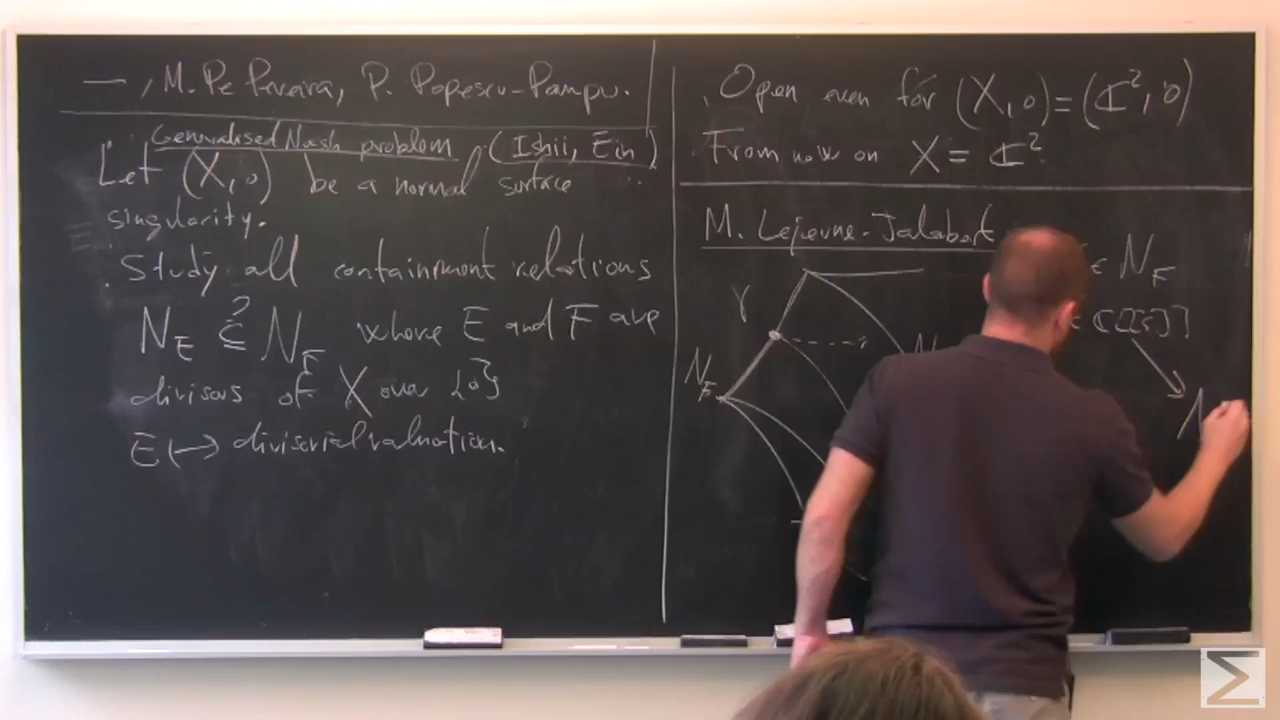 —, M. Pe Pereira, P. Popescu-Pampu.
Generalised Nash problem (Ishii, Ein)
Let (X,0) be a normal surface
singularity.
Study all containment relations
N_E ⊆? N_F where E and F are
divisors of X over {0}
E ↦ divisorial valuation.
Open even for (X,0) = (ℂ², 0)
From now on X = ℂ².
M. Lejeune-Jalabert
∈ N_F
γ
∈ ℂ[[s]]
N_F